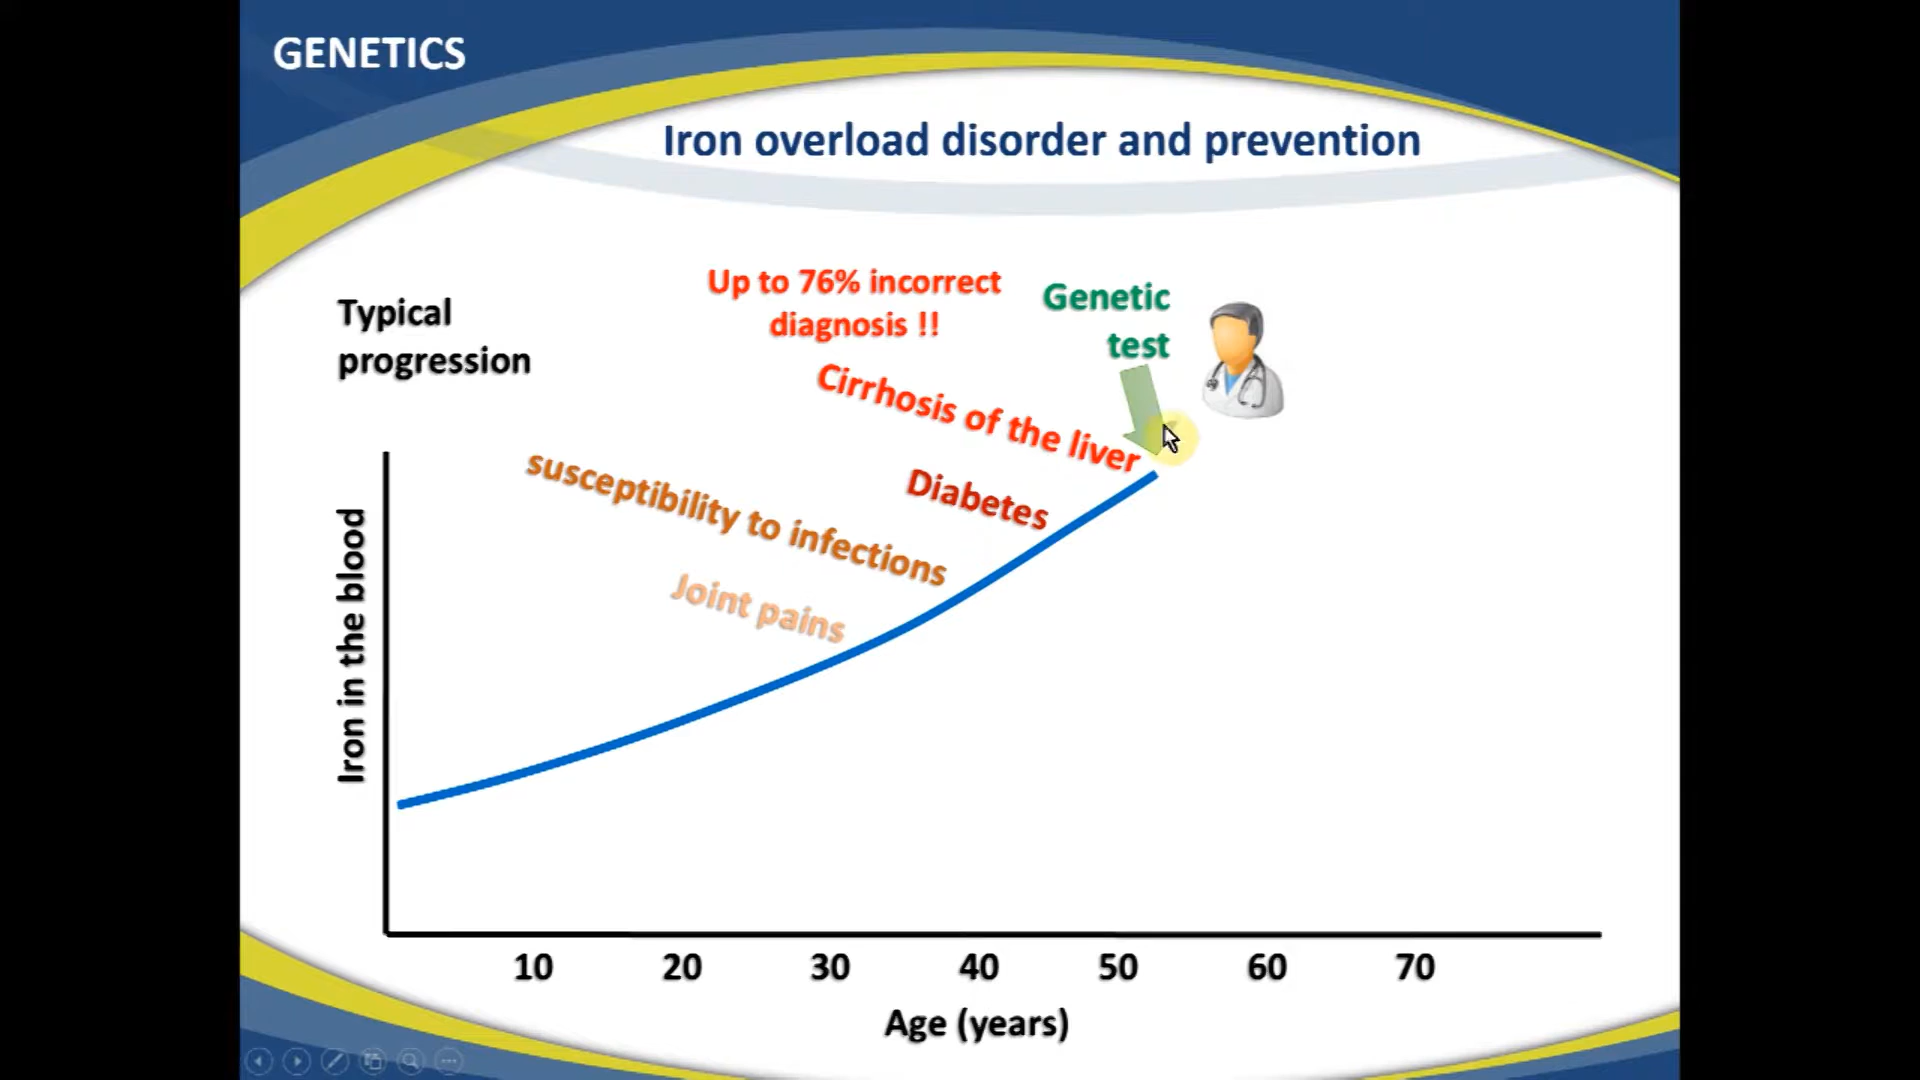 GENETICS
Iron overload disorder and prevention
Typical
progression
Up to 76% incorrect
diagnosis !!
Genetic
test
Cirrhosis of the liver
Diabetes
susceptibility to infections
Joint pains
Iron in the blood
10 20 30 40 50 60 70
Age (years)